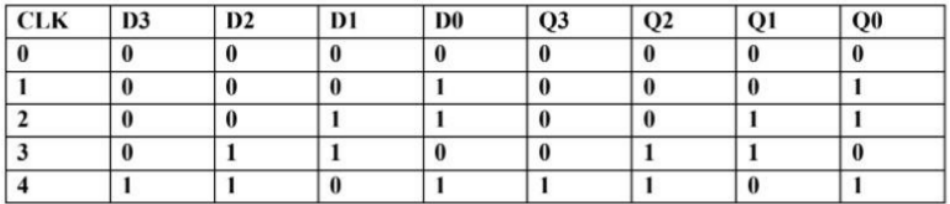 CLK D3 D2 D1 D0 Q3 Q2 Q1 Q0
0 0 0 0 0 0 0 0 0
1 0 0 0 1 0 0 0 1
2 0 0 1 1 0 0 1 1
3 0 1 1 0 0 1 1 0
4 1 1 0 1 1 1 0 1